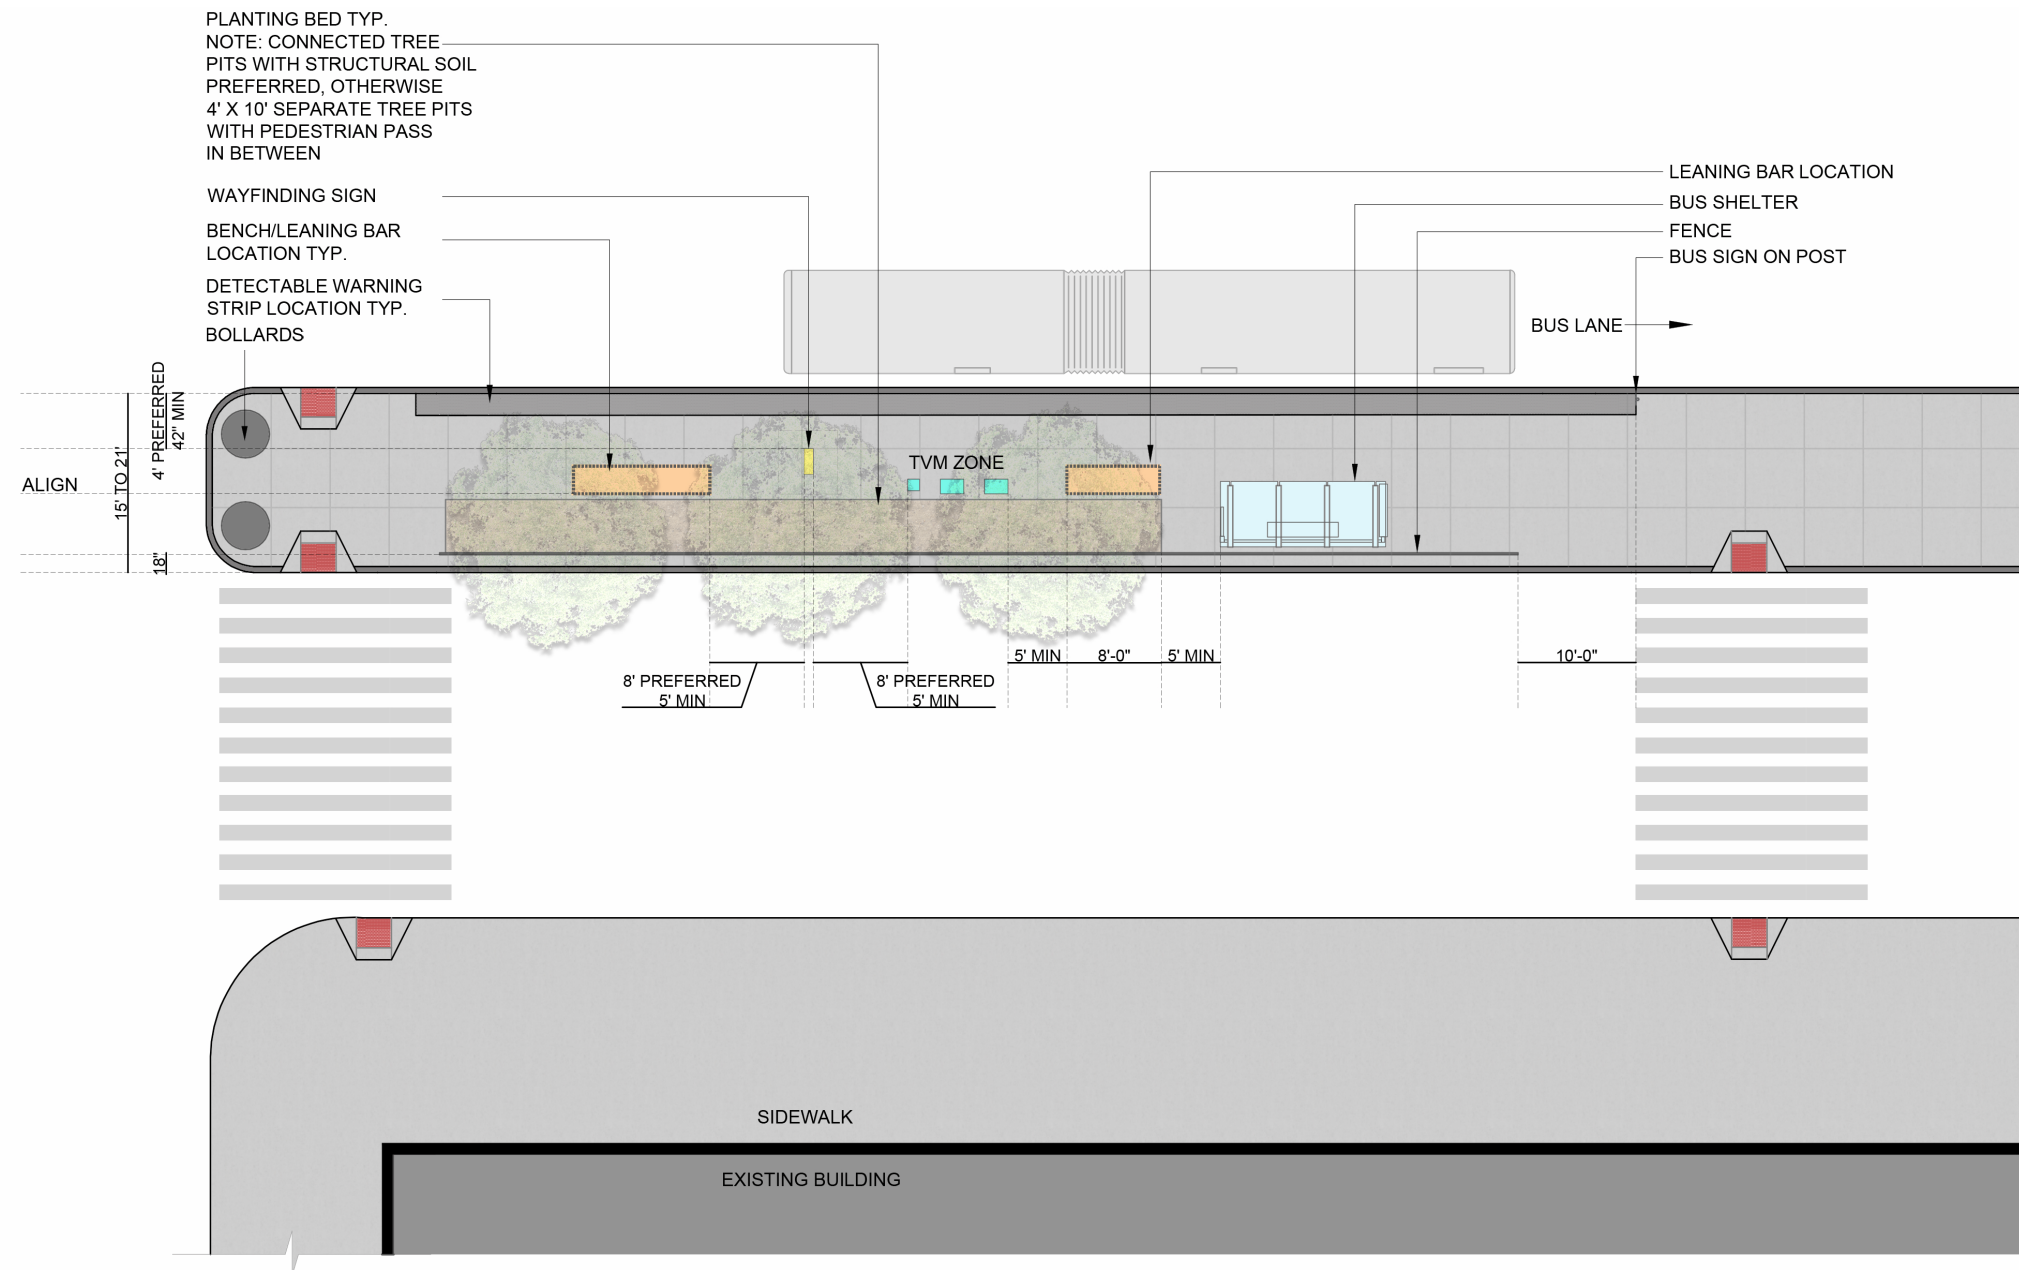 PLANTING BED TYP.
NOTE: CONNECTED TREE
PITS WITH STRUCTURAL SOIL
PREFERRED, OTHERWISE
4' X 10' SEPARATE TREE PITS
WITH PEDESTRIAN PASS
IN BETWEEN
WAYFINDING SIGN
BENCH/LEANING BAR
LOCATION TYP.
DETECTABLE WARNING
STRIP LOCATION TYP.
BOLLARDS
LEANING BAR LOCATION
BUS SHELTER
FENCE
BUS SIGN ON POST
BUS LANE
ALIGN
15' TO 21'
4' PREFERRED
42" MIN
18"
TVM ZONE
8' PREFERRED
5' MIN
8' PREFERRED
5' MIN
5' MIN
8'-0"
5' MIN
10'-0"
SIDEWALK
EXISTING BUILDING